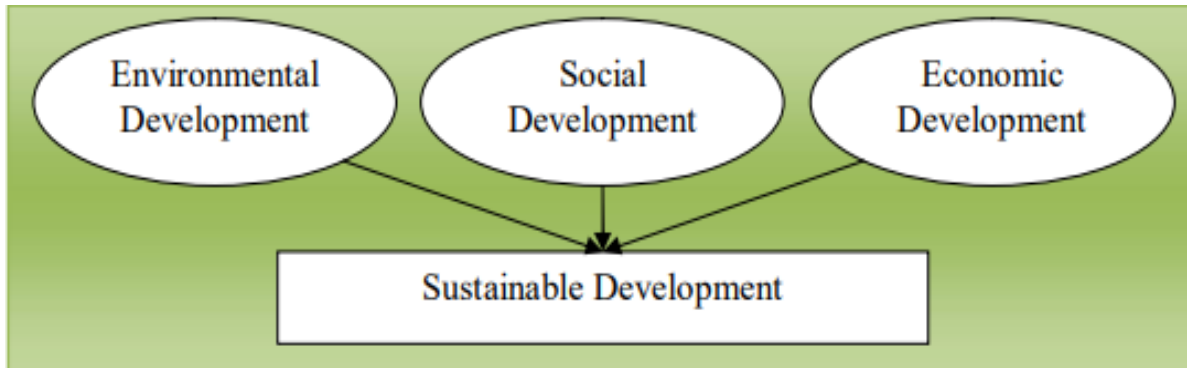 Environmental
Development
Social
Development
Economic
Development
Sustainable Development